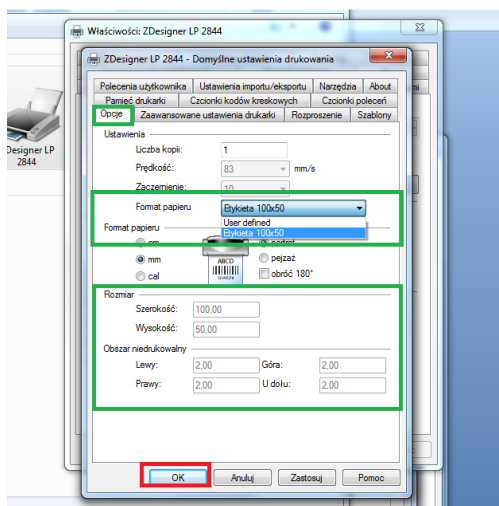 Właściwości: ZDesigner LP 2844
ZDesigner LP 2844 - Domyślne ustawienia drukowania
Polecenia użytkownika Ustawienia importu/eksportu Narzędzia About
Pamięć drukarki Czcionki kodów kreskowych Czcionki poleceń
Opcje Zaawansowane ustawienia drukarki Rozproszenie Szablony
Designer LP
2844
Ustawienia
Liczba kopii: 1
Prędkość: 83 mm/s
Zaczernienie: 10
Format papieru Etykieta 100x50
User defined
Etykieta 100x50
Format papieru
cm portret
mm ABCD pejzaż
cal obróć 180°
Rozmiar
Szerokość: 100,00
Wysokość: 50,00
Obszar niedrukowalny
Lewy: 2,00 Góra: 2,00
Prawy: 2,00 U dołu: 2,00
OK Anuluj Zastosuj Pomoc